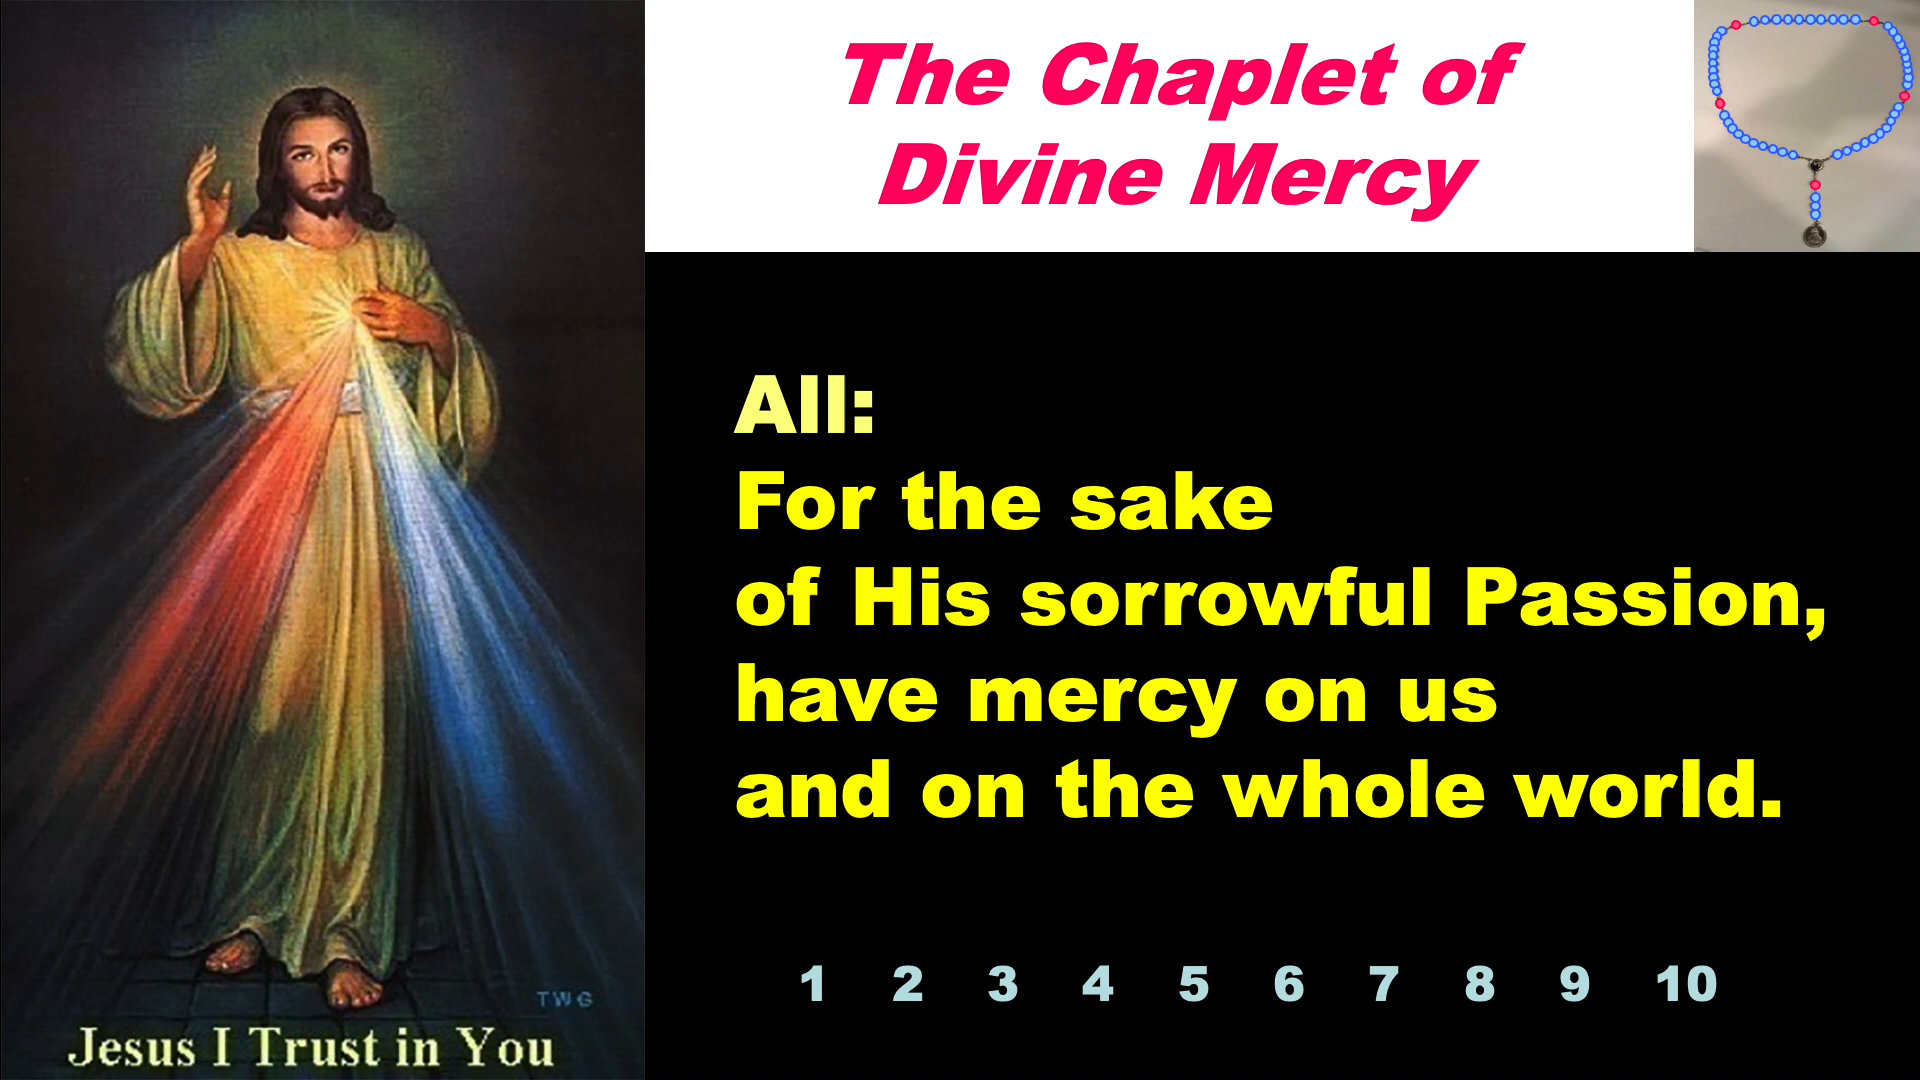 The Chaplet of
Divine Mercy
All:
For the sake
of His sorrowful Passion,
have mercy on us
and on the whole world.
1 2 3 4 5 6 7 8 9 10
TWG
Jesus I Trust in You